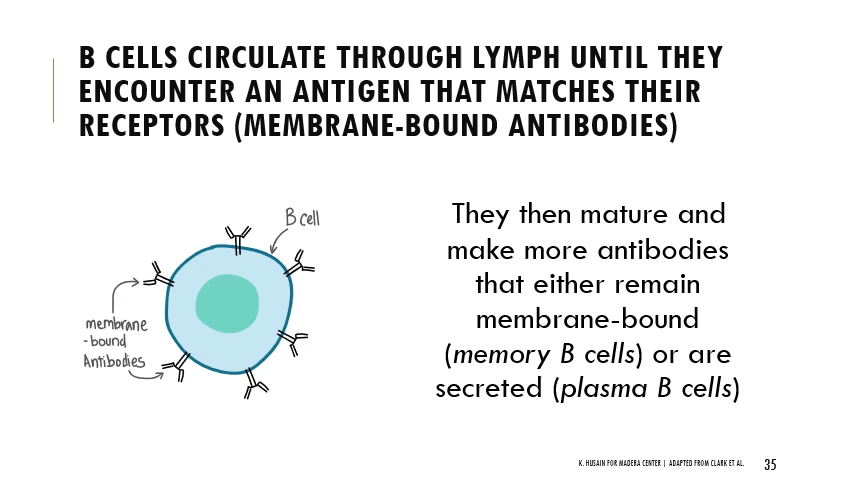 B CELLS CIRCULATE THROUGH LYMPH UNTIL THEY
ENCOUNTER AN ANTIGEN THAT MATCHES THEIR
RECEPTORS (MEMBRANE-BOUND ANTIBODIES)
B cell
membrane
-bound
Antibodies
They then mature and
make more antibodies
that either remain
membrane-bound
(memory B cells) or are
secreted (plasma B cells)
K. HUSAIN FOR MADERA CENTER | ADAPTED FROM CLARK ET AL.
35